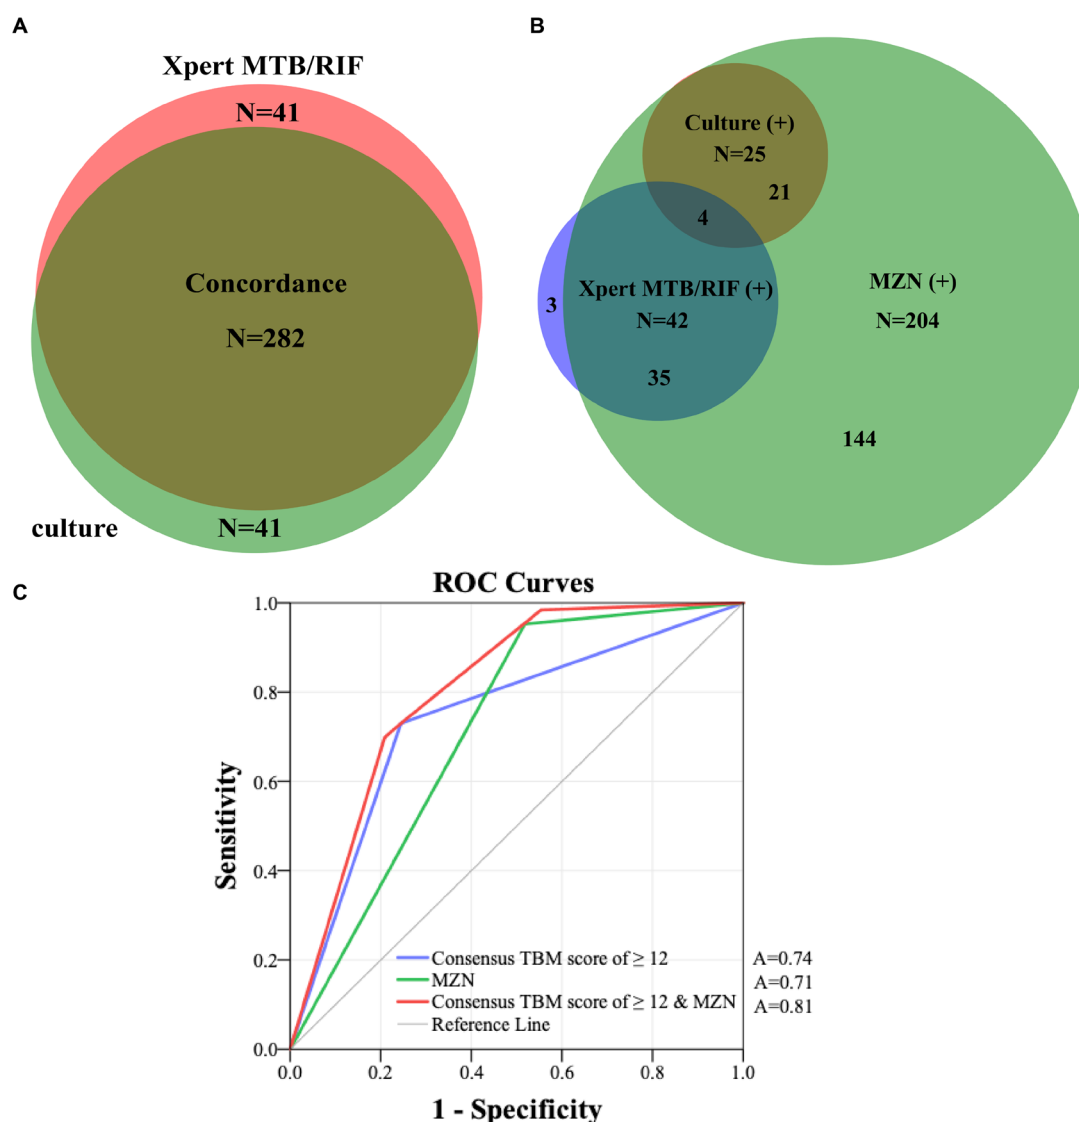 A
Xpert MTB/RIF
N=41
Concordance
N=282
culture
N=41
B
Culture (+)
N=25
21
4
3
Xpert MTB/RIF (+)
N=42
35
MZN (+)
N=204
144
C
ROC Curves
Sensitivity
1.0
0.8
0.6
0.4
0.2
0.0
Consensus TBM score of ≥ 12 A=0.74
MZN A=0.71
Consensus TBM score of ≥ 12 & MZN A=0.81
Reference Line
0.0 0.2 0.4 0.6 0.8 1.0
1 - Specificity